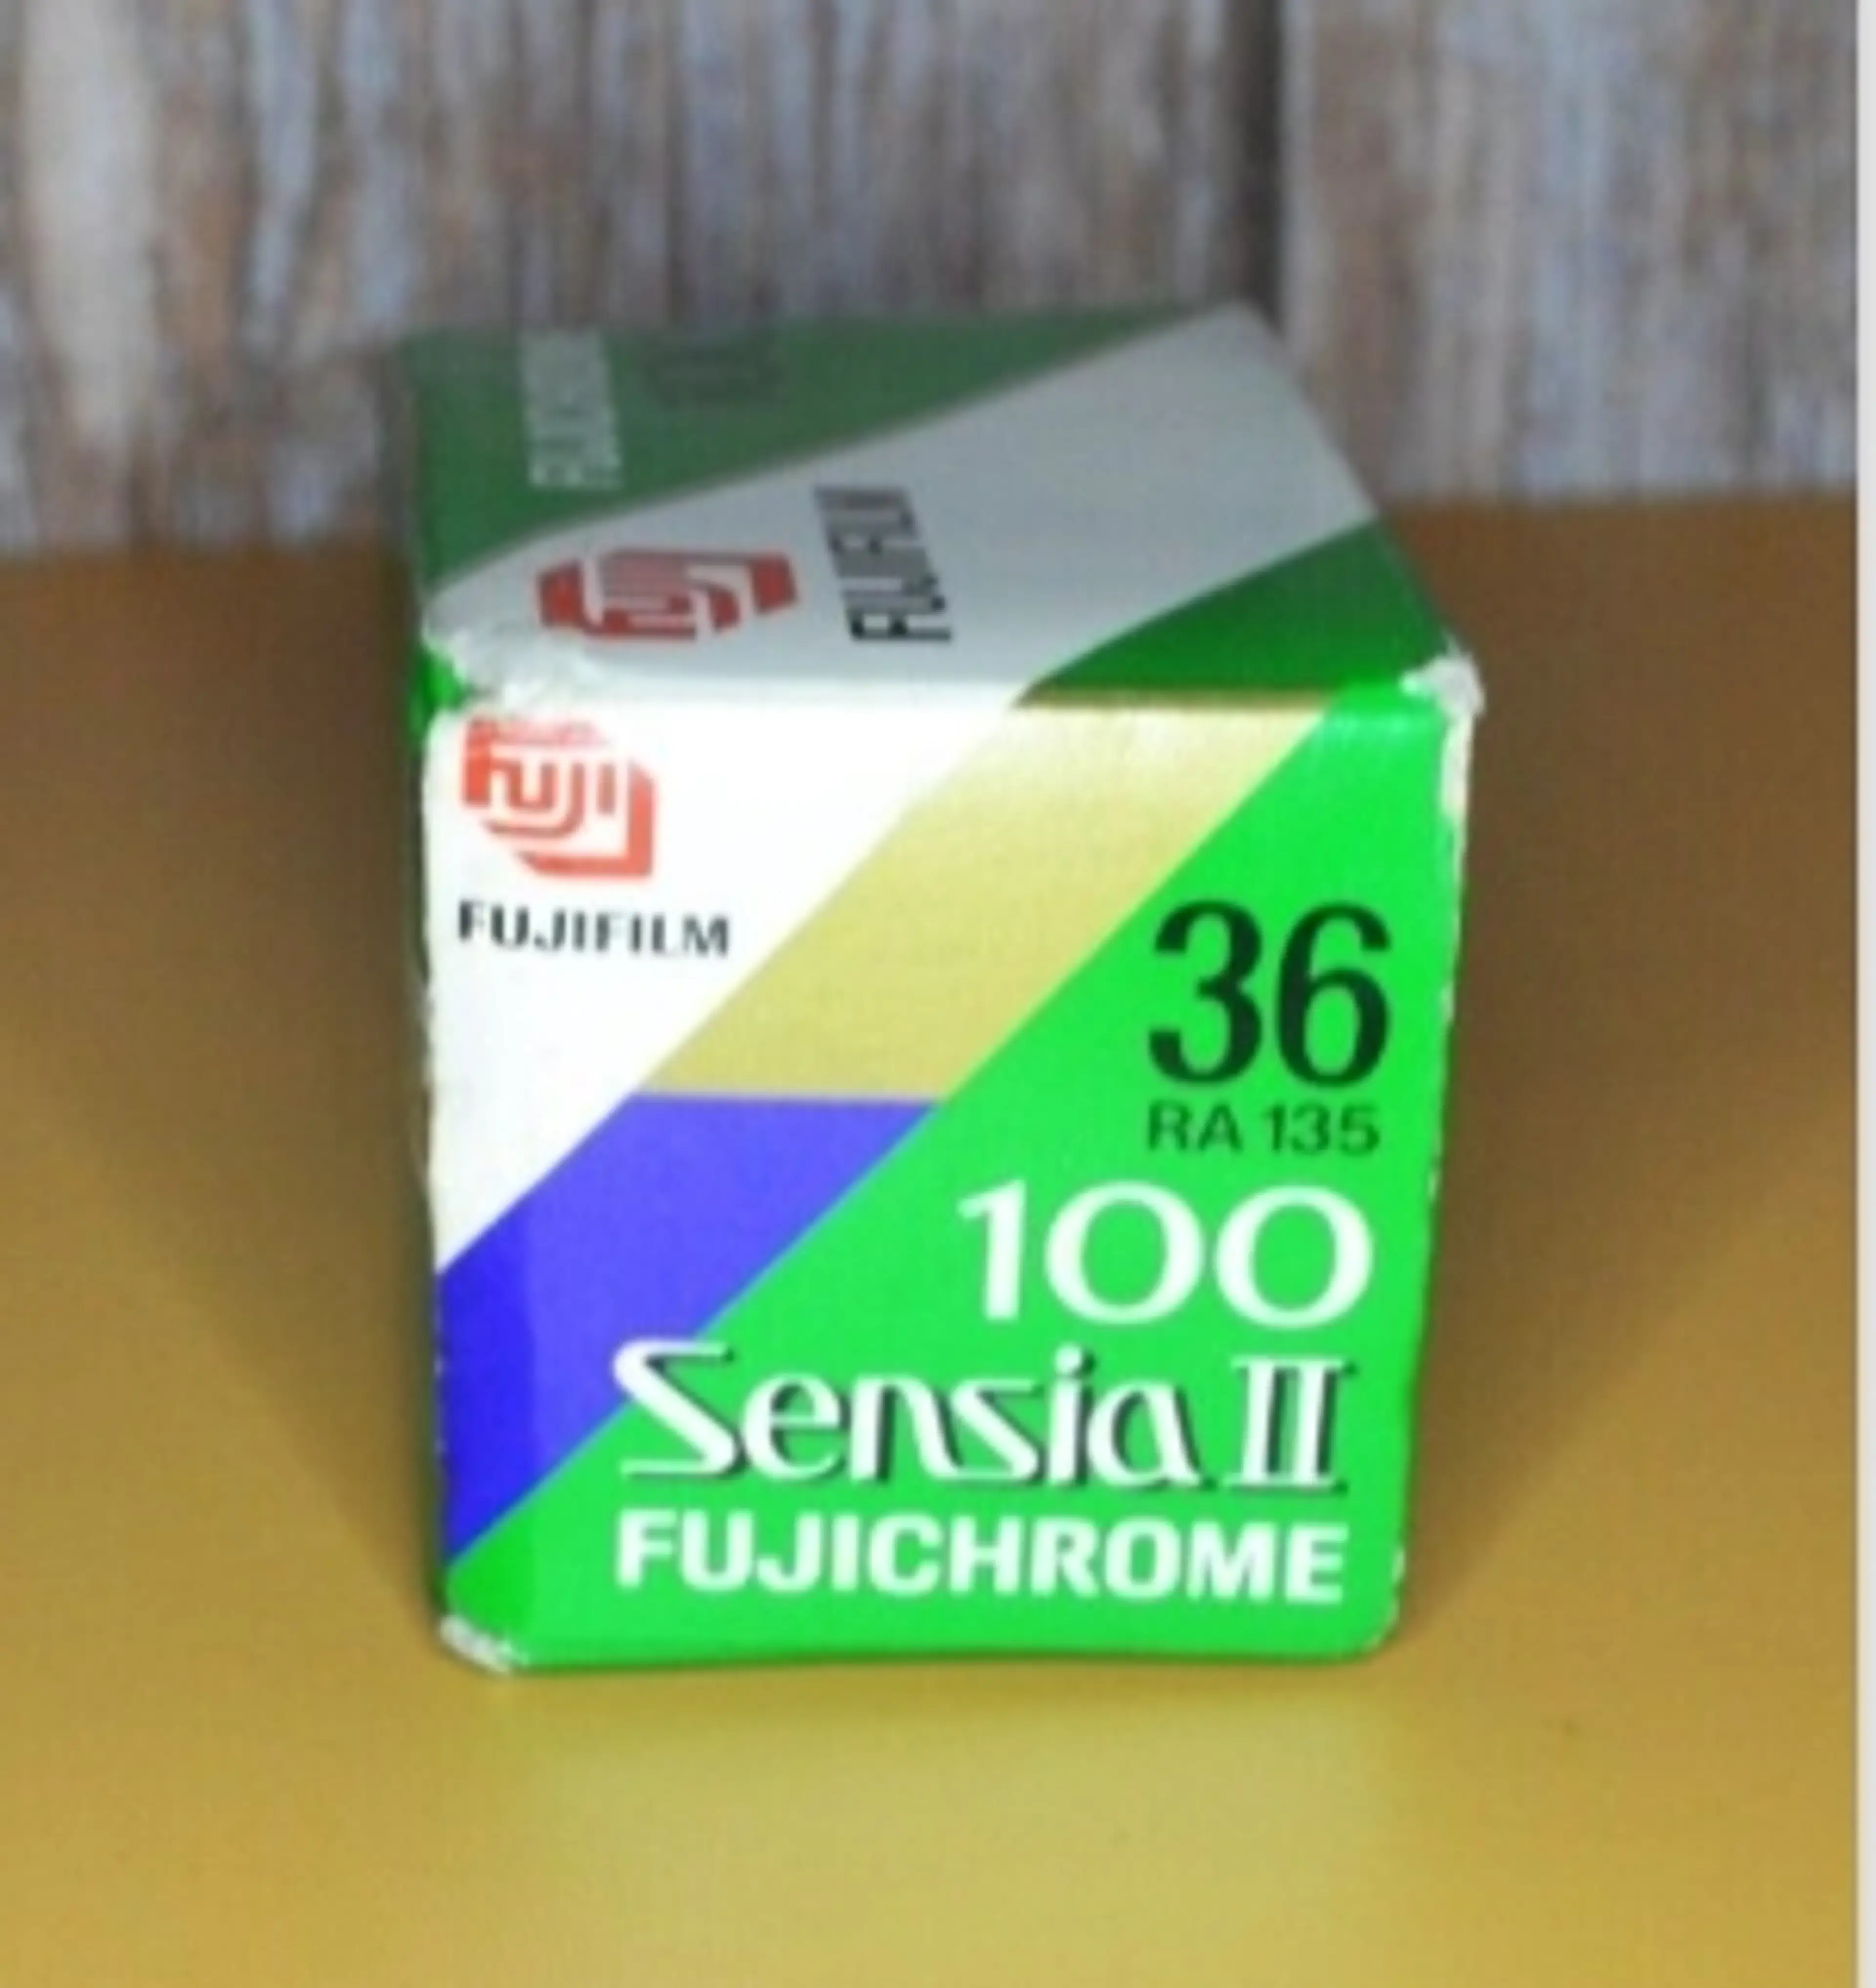 FUJIFILM
FUJI
FUJIFILM
36
RA 135
100
Sensia II
FUJICHROME